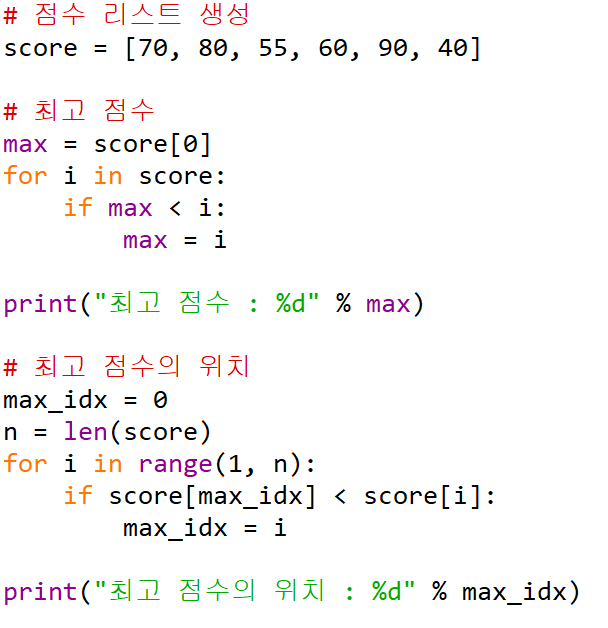 # 점수 리스트 생성
score = [70, 80, 55, 60, 90, 40]

# 최고 점수
max = score[0]
for i in score:
    if max < i:
        max = i

print("최고 점수 : %d" % max)

# 최고 점수의 위치
max_idx = 0
n = len(score)
for i in range(1, n):
    if score[max_idx] < score[i]:
        max_idx = i

print("최고 점수의 위치 : %d" % max_idx)